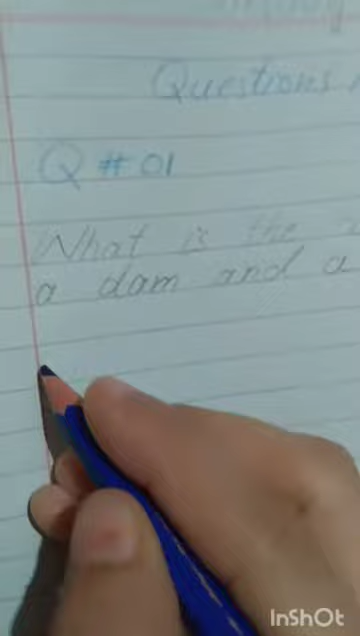 Questions
Q # 01
What is the
a dam and a
InShOt